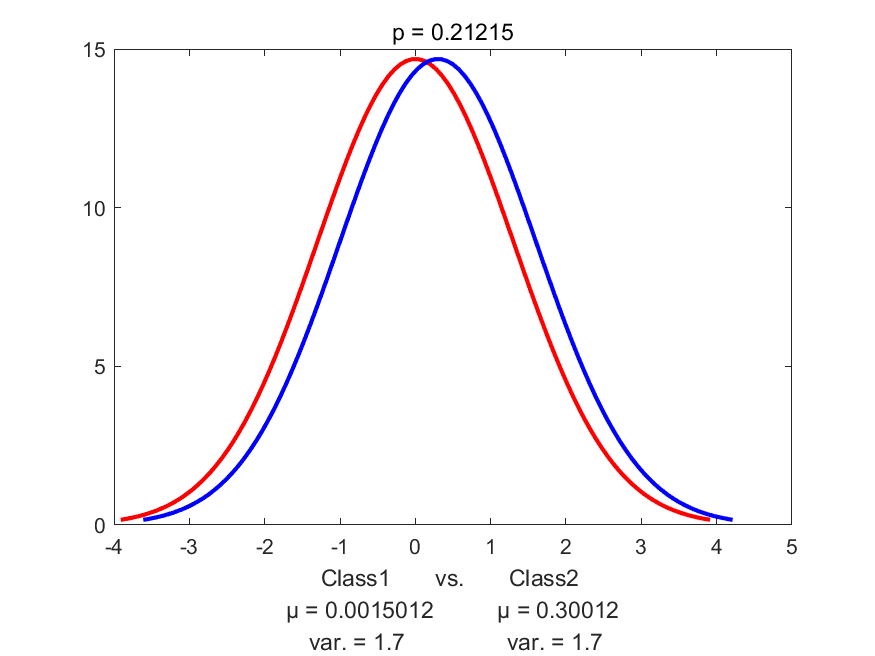 p = 0.21215
15
10
5
0
-4 -3 -2 -1 0 1 2 3 4 5
Class1 vs. Class2
μ = 0.0015012 μ = 0.30012
var. = 1.7 var. = 1.7